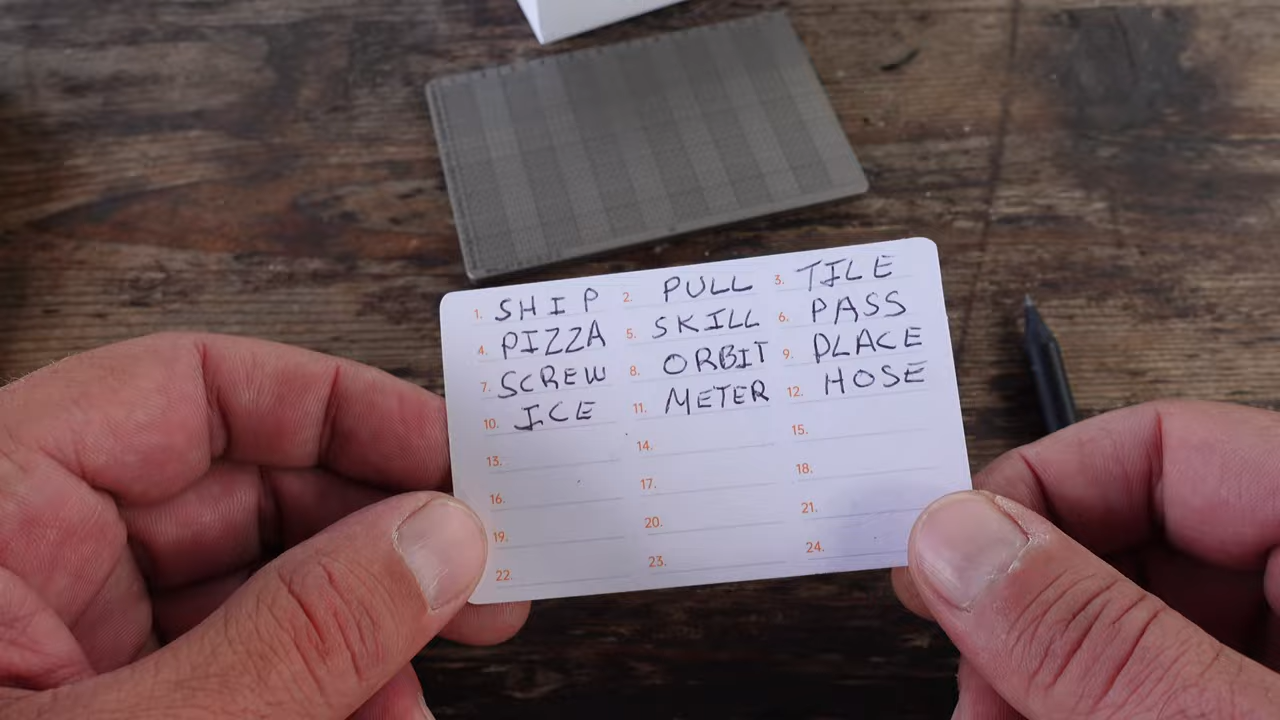 1. SHIP 2. PULL 3. TILE
4. PIZZA 5. SKILL 6. PASS
7. SCREW 8. ORBIT 9. PLACE
10. ICE 11. METER 12. HOSE
13. 14. 15.
16. 17. 18.
19. 20. 21.
22. 23. 24.